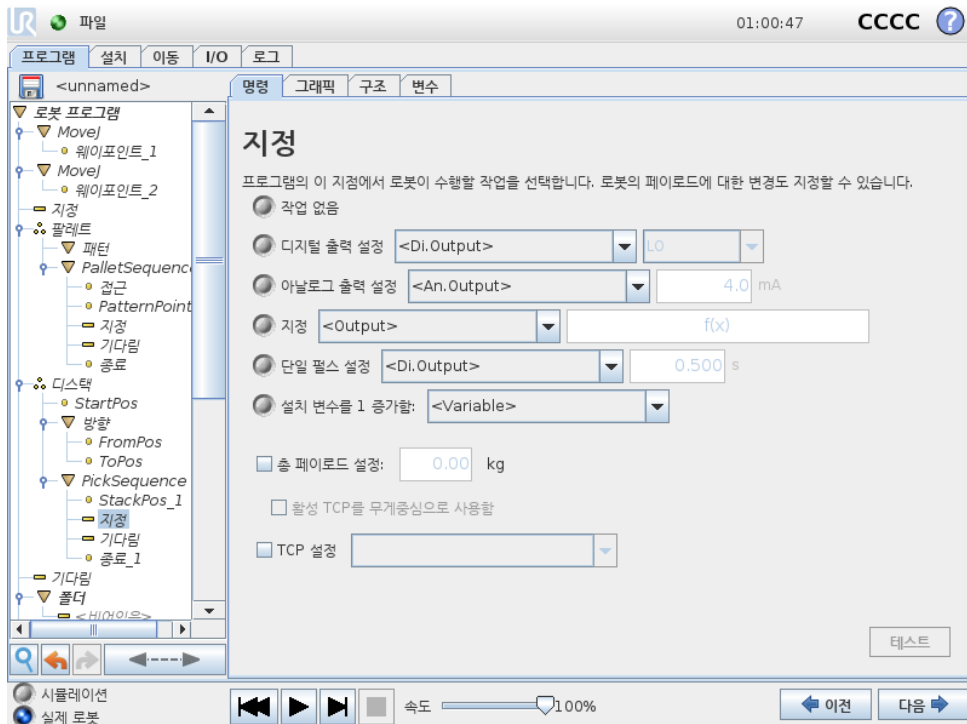 UR 파일 01:00:47 CCCC ?
프로그램 설치 이동 I/O 로그
<unnamed>
명령 그래픽 구조 변수
로봇 프로그램
MoveJ
웨이포인트_1
MoveJ
웨이포인트_2
지정
팔레트
패턴
PalletSequence
접근
PatternPoint
지정
기다림
종료
디스택
StartPos
방향
FromPos
ToPos
PickSequence
StackPos_1
지정
기다림
종료_1
기다림
폴더
<비어있음>
지정
프로그램의 이 지점에서 로봇이 수행할 작업을 선택합니다. 로봇의 페이로드에 대한 변경도 지정할 수 있습니다.
작업 없음
디지털 출력 설정 <Di.Output> LO
아날로그 출력 설정 <An.Output> 4.0 mA
지정 <Output> f(x)
단일 펄스 설정 <Di.Output> 0.500 s
설치 변수를 1 증가함: <Variable>
총 페이로드 설정: 0.00 kg
활성 TCP를 무게중심으로 사용함
TCP 설정
테스트
시뮬레이션
실제 로봇
속도 100%
이전 다음